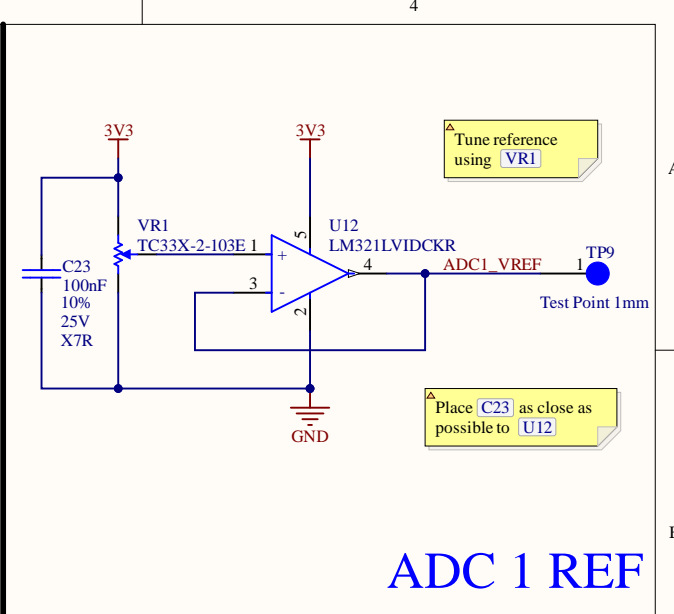 4
3V3
3V3
Tune reference
using VR1
VR1
TC33X-2-103E
1
5
U12
LM321LVIDCKR
+
4
ADC1_VREF
1
TP9
Test Point 1mm
3
-
2
C23
100nF
10%
25V
X7R
GND
Place C23 as close as
possible to U12
ADC 1 REF